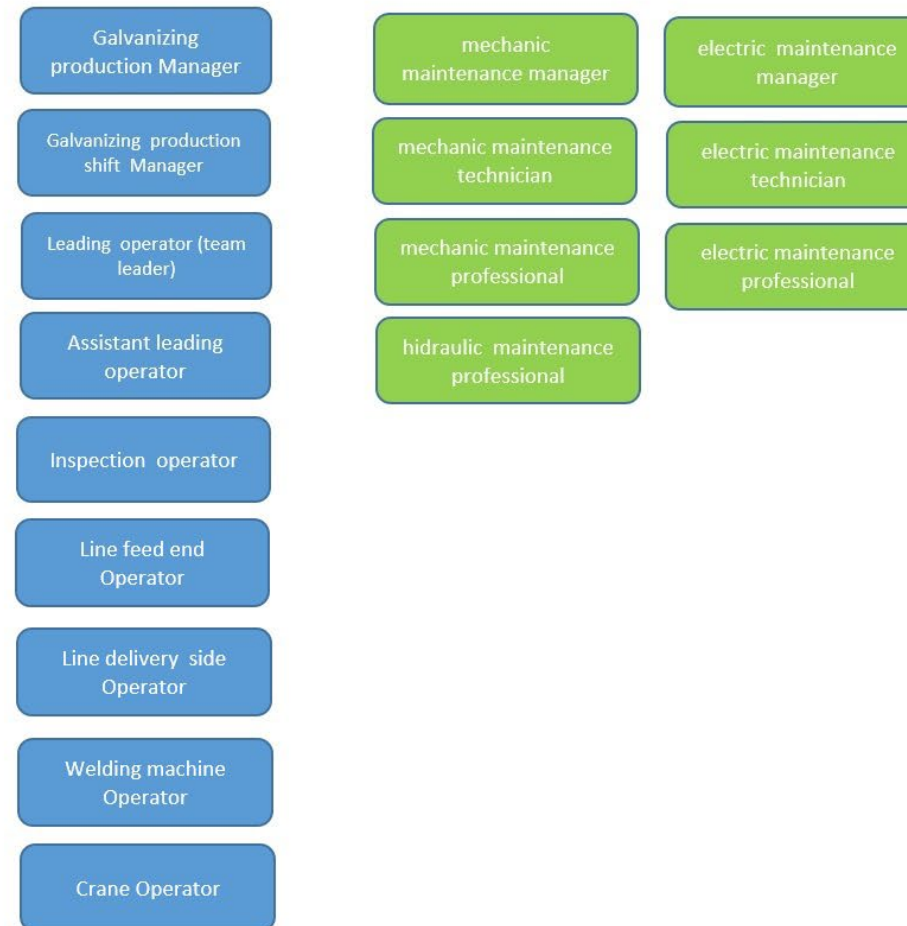 Galvanizing
production Manager
Galvanizing production
shift Manager
Leading operator (team
leader)
Assistant leading
operator
Inspection operator
Line feed end
Operator
Line delivery side
Operator
Welding machine
Operator
Crane Operator
mechanic
maintenance manager
mechanic maintenance
technician
mechanic maintenance
professional
hidraulic maintenance
professional
electric maintenance
manager
electric maintenance
technician
electric maintenance
professional